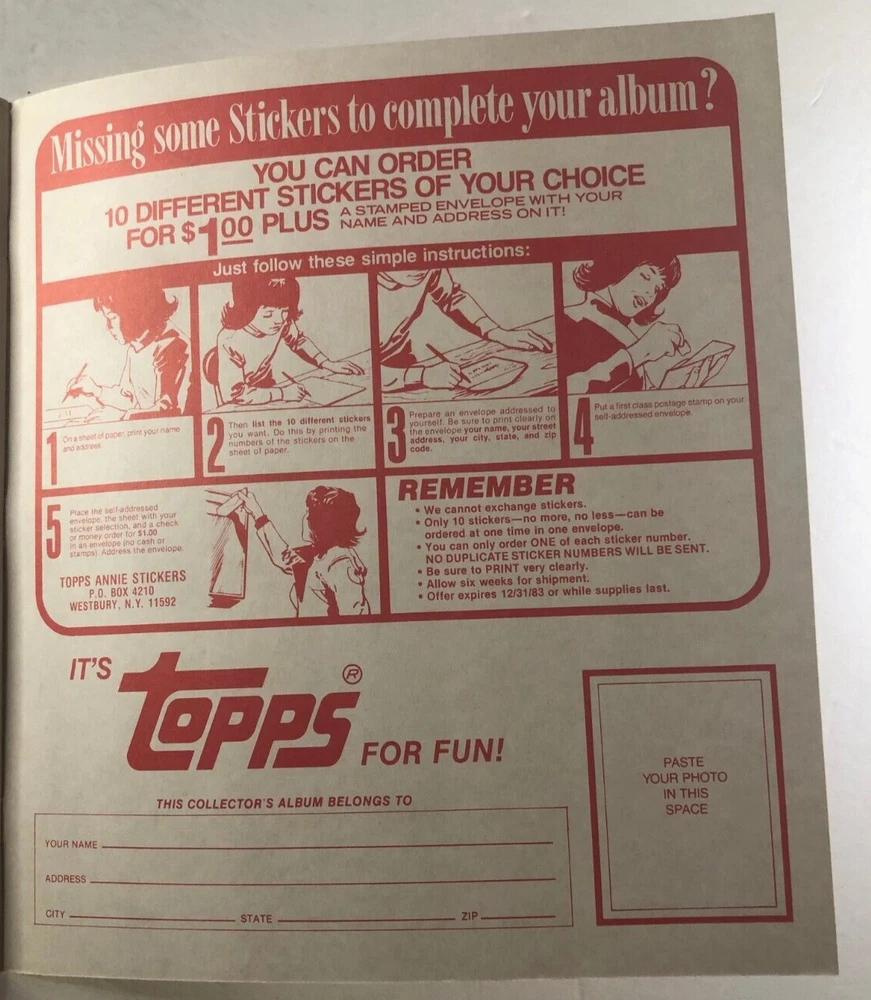 Missing some Stickers to complete your album?
YOU CAN ORDER
10 DIFFERENT STICKERS OF YOUR CHOICE
FOR $1.00 PLUS A STAMPED ENVELOPE WITH YOUR
NAME AND ADDRESS ON IT!
Just follow these simple instructions:
1
On a sheet of paper, print your name
and address.
2
Then list the 10 different stickers
you want. Do this by printing the
numbers of the stickers on the
sheet of paper.
3
Prepare an envelope addressed to
yourself. Be sure to print clearly on
the envelope your name, your street
address, your city, state, and zip
code.
4
Put a first class postage stamp on your
self-addressed envelope.
5
Place the self-addressed
envelope, the sheet with your
sticker selection, and a check
or money order for $1.00
in an envelope (no cash or
stamps). Address the envelope:
TOPPS ANNIE STICKERS
P.O. BOX 4210
WESTBURY, N.Y. 11592
REMEMBER
• We cannot exchange stickers.
• Only 10 stickers—no more, no less—can be
ordered at one time in one envelope.
• You can only order ONE of each sticker number.
NO DUPLICATE STICKER NUMBERS WILL BE SENT.
• Be sure to PRINT very clearly.
• Allow six weeks for shipment.
• Offer expires 12/31/83 or while supplies last.
IT'S topps® FOR FUN!
THIS COLLECTOR'S ALBUM BELONGS TO
YOUR NAME
ADDRESS
CITY STATE ZIP
PASTE
YOUR PHOTO
IN THIS
SPACE